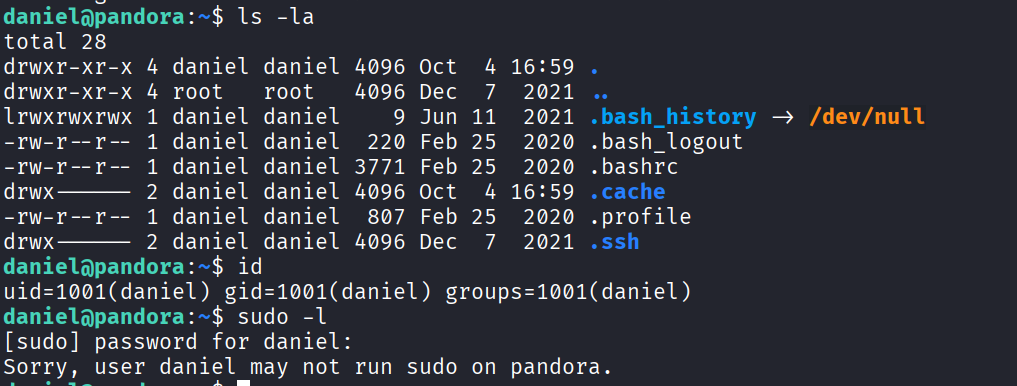 daniel@pandora:~$ ls -la
total 28
drwxr-xr-x 4 daniel daniel 4096 Oct  4 16:59 .
drwxr-xr-x 4 root   root   4096 Dec  7  2021 ..
lrwxrwxrwx 1 daniel daniel    9 Jun 11  2021 .bash_history → /dev/null
-rw-r--r-- 1 daniel daniel  220 Feb 25  2020 .bash_logout
-rw-r--r-- 1 daniel daniel 3771 Feb 25  2020 .bashrc
drwx------ 2 daniel daniel 4096 Oct  4 16:59 .cache
-rw-r--r-- 1 daniel daniel  807 Feb 25  2020 .profile
drwx------ 2 daniel daniel 4096 Dec  7  2021 .ssh
daniel@pandora:~$ id
uid=1001(daniel) gid=1001(daniel) groups=1001(daniel)
daniel@pandora:~$ sudo -l
[sudo] password for daniel:
Sorry, user daniel may not run sudo on pandora.